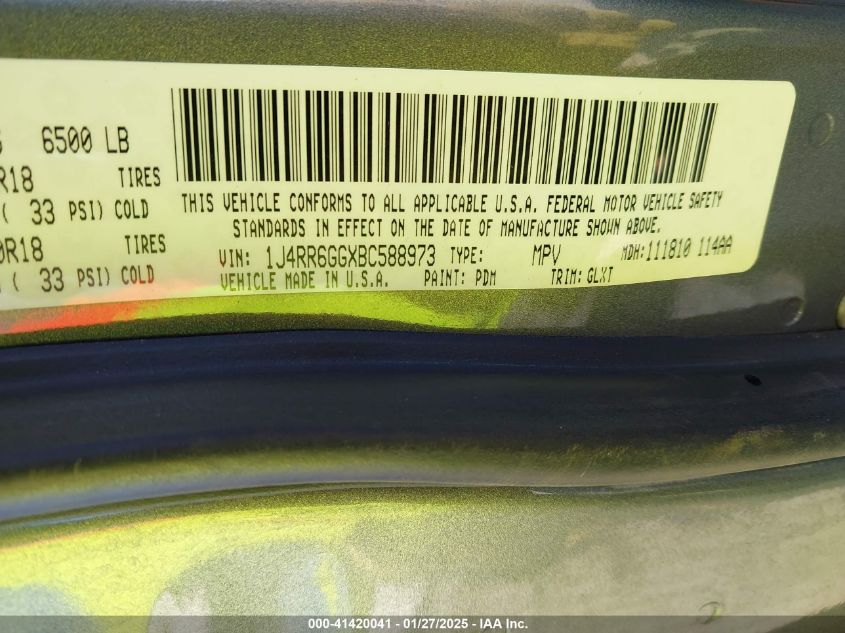 6500 LB
R18 TIRES
( 33 PSI) COLD
0R18 TIRES
( 33 PSI) COLD
THIS VEHICLE CONFORMS TO ALL APPLICABLE U.S.A. FEDERAL MOTOR VEHICLE SAFETY
STANDARDS IN EFFECT ON THE DATE OF MANUFACTURE SHOWN ABOVE.
VIN: 1J4RR6GGXBC588973 TYPE: MPV MDH: 111810 114AA
VEHICLE MADE IN U.S.A. PAINT: PDM TRIM: GLXT
000-41420041 - 01/27/2025 - © IAA Inc.